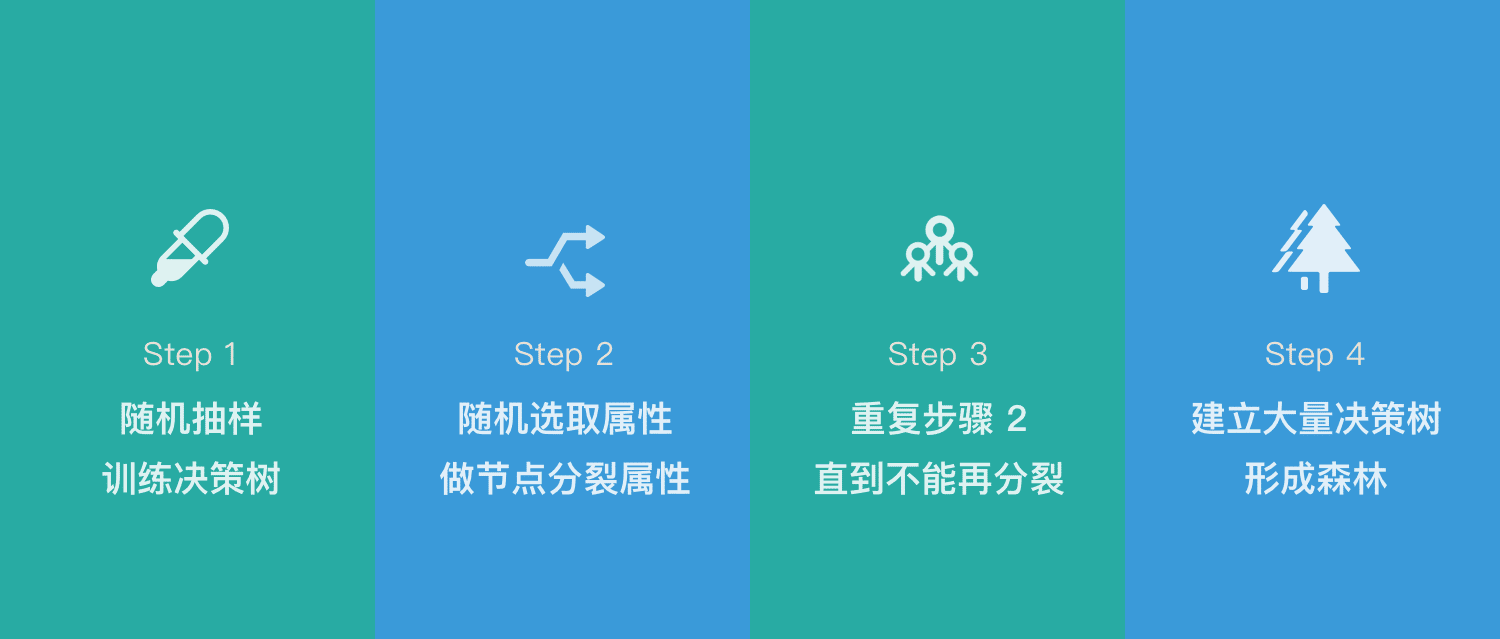 Step 1
随机抽样
训练决策树
Step 2
随机选取属性
做节点分裂属性
Step 3
重复步骤 2
直到不能再分裂
Step 4
建立大量决策树
形成森林